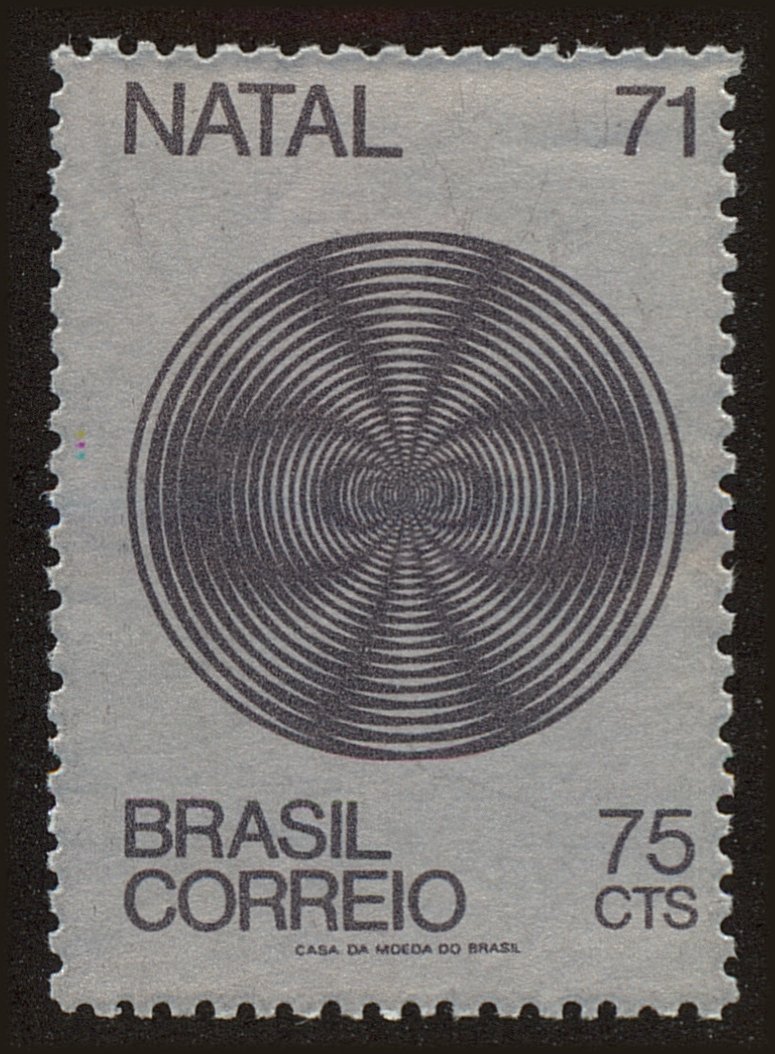 NATAL 71
BRASIL
CORREIO
75
CTS
CASA DA MOEDA DO BRASIL